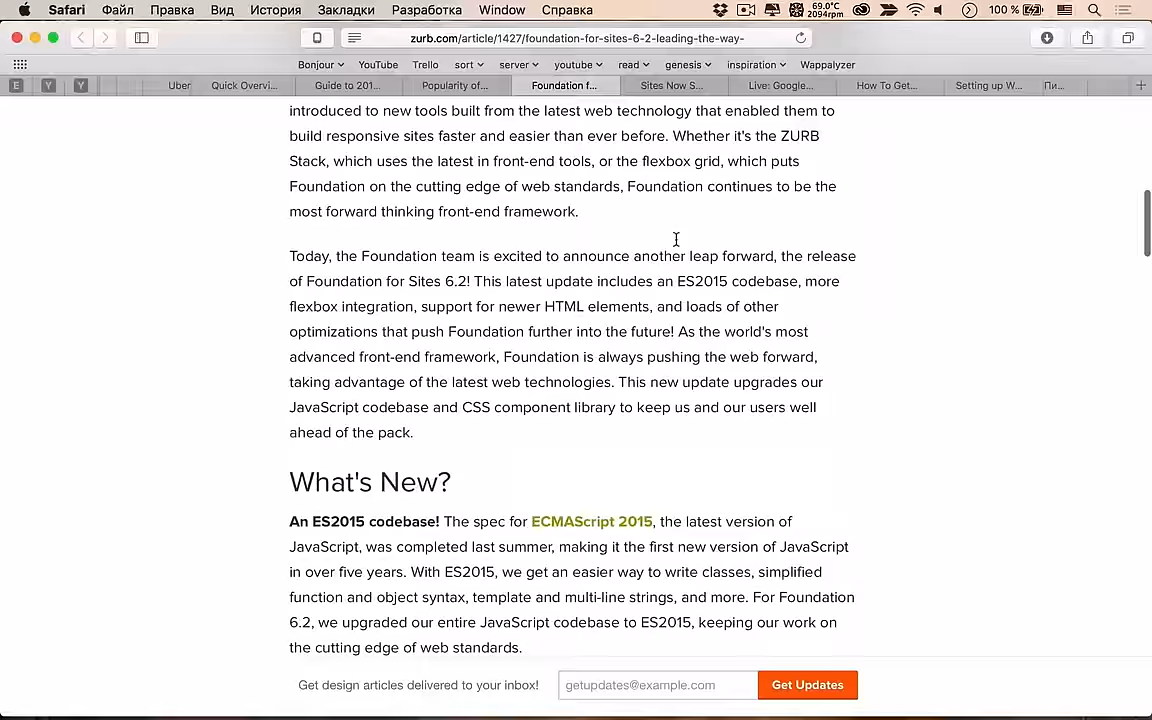 Safari Файл Правка Вид История Закладки Разработка Window Справка 69.0°C 2094rpm 100 %
zurb.com/article/1427/foundation-for-sites-6-2-leading-the-way-
Bonjour YouTube Trello sort server youtube read genesis inspiration Wappalyzer
E Y Y Uber Quick Overvi... Guide to 201... Popularity of... Foundation f... Sites Now S... Live: Google... How To Get... Setting up W... Пи...
introduced to new tools built from the latest web technology that enabled them to
build responsive sites faster and easier than ever before. Whether it's the ZURB
Stack, which uses the latest in front-end tools, or the flexbox grid, which puts
Foundation on the cutting edge of web standards, Foundation continues to be the
most forward thinking front-end framework.
Today, the Foundation team is excited to announce another leap forward, the release
of Foundation for Sites 6.2! This latest update includes an ES2015 codebase, more
flexbox integration, support for newer HTML elements, and loads of other
optimizations that push Foundation further into the future! As the world's most
advanced front-end framework, Foundation is always pushing the web forward,
taking advantage of the latest web technologies. This new update upgrades our
JavaScript codebase and CSS component library to keep us and our users well
ahead of the pack.
What's New?
An ES2015 codebase! The spec for ECMAScript 2015, the latest version of
JavaScript, was completed last summer, making it the first new version of JavaScript
in over five years. With ES2015, we get an easier way to write classes, simplified
function and object syntax, template and multi-line strings, and more. For Foundation
6.2, we upgraded our entire JavaScript codebase to ES2015, keeping our work on
the cutting edge of web standards.
Get design articles delivered to your inbox! getupdates@example.com Get Updates